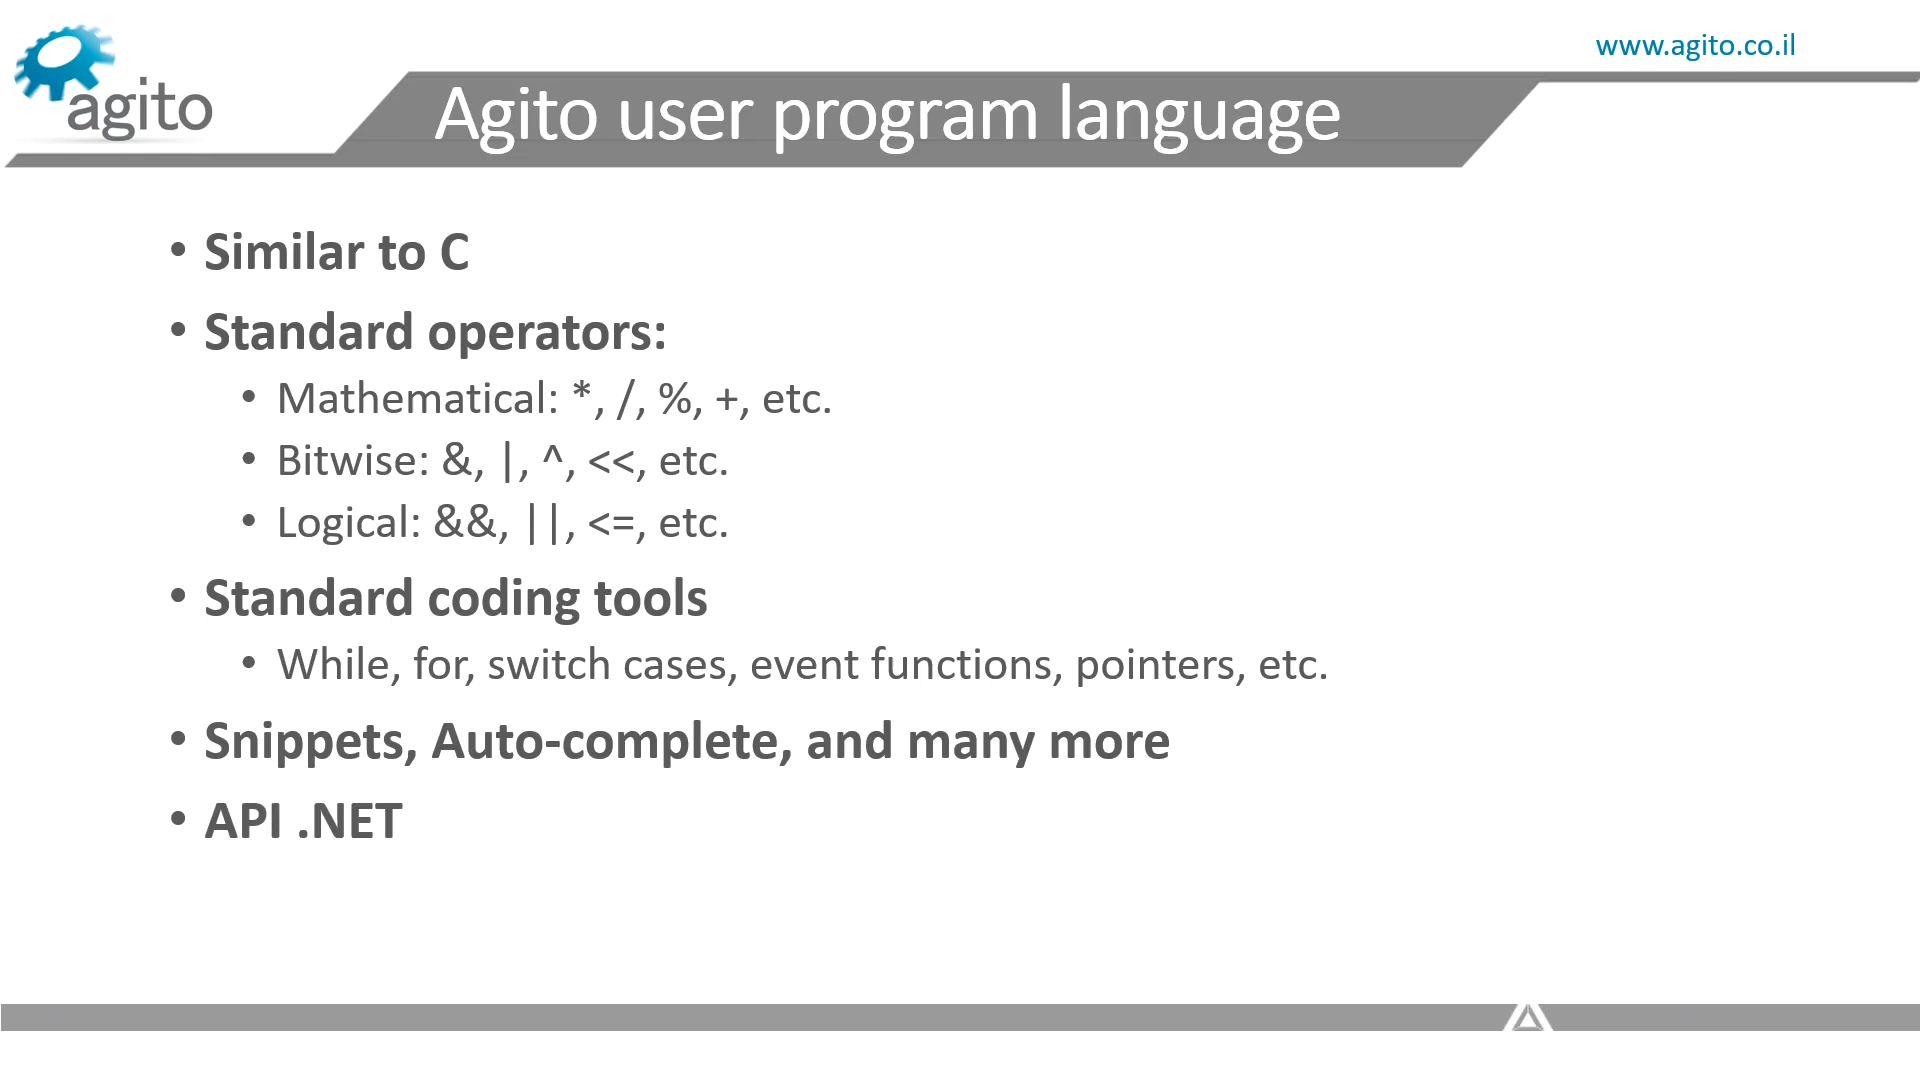 www.agito.co.il
agito
Agito user program language
• Similar to C
• Standard operators:
• Mathematical: *, /, %, +, etc.
• Bitwise: &, |, ^, <<, etc.
• Logical: &&, ||, <=, etc.
• Standard coding tools
• While, for, switch cases, event functions, pointers, etc.
• Snippets, Auto-complete, and many more
• API .NET